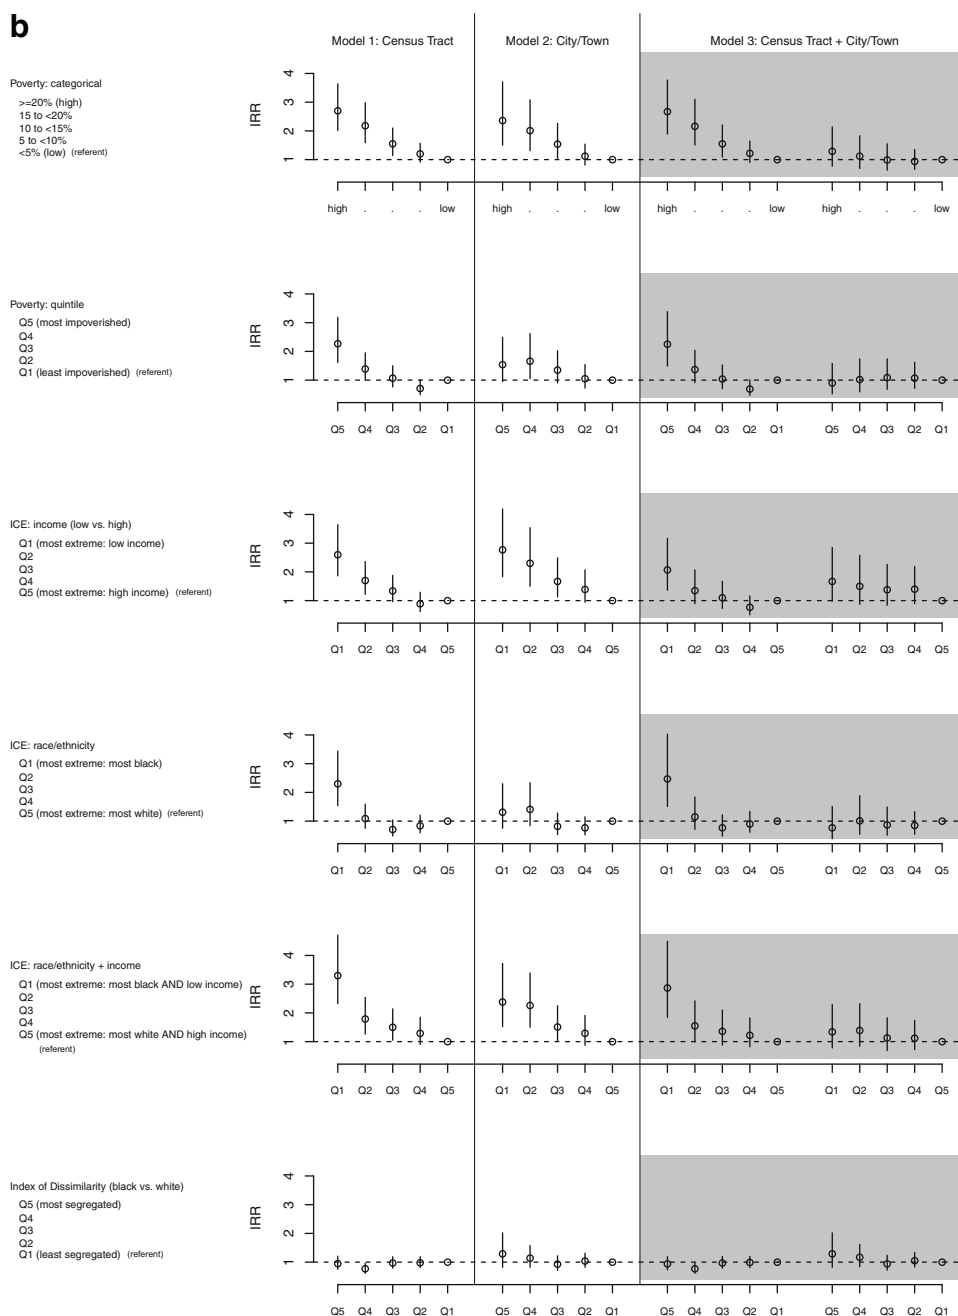 b
Model 1: Census Tract
Model 2: City/Town
Model 3: Census Tract + City/Town
Poverty: categorical
>=20% (high)
15 to <20%
10 to <15%
5 to <10%
<5% (low) (referent)
IRR
4
3
2
1
high . . . low
high . . . low
high . . . low
high . . . low
Poverty: quintile
Q5 (most impoverished)
Q4
Q3
Q2
Q1 (least impoverished) (referent)
IRR
4
3
2
1
Q5 Q4 Q3 Q2 Q1
Q5 Q4 Q3 Q2 Q1
Q5 Q4 Q3 Q2 Q1
Q5 Q4 Q3 Q2 Q1
ICE: income (low vs. high)
Q1 (most extreme: low income)
Q2
Q3
Q4
Q5 (most extreme: high income) (referent)
IRR
4
3
2
1
Q1 Q2 Q3 Q4 Q5
Q1 Q2 Q3 Q4 Q5
Q1 Q2 Q3 Q4 Q5
Q1 Q2 Q3 Q4 Q5
ICE: race/ethnicity
Q1 (most extreme: most black)
Q2
Q3
Q4
Q5 (most extreme: most white) (referent)
IRR
4
3
2
1
Q1 Q2 Q3 Q4 Q5
Q1 Q2 Q3 Q4 Q5
Q1 Q2 Q3 Q4 Q5
Q1 Q2 Q3 Q4 Q5
ICE: race/ethnicity + income
Q1 (most extreme: most black AND low income)
Q2
Q3
Q4
Q5 (most extreme: most white AND high income)
(referent)
IRR
4
3
2
1
Q1 Q2 Q3 Q4 Q5
Q1 Q2 Q3 Q4 Q5
Q1 Q2 Q3 Q4 Q5
Q1 Q2 Q3 Q4 Q5
Index of Dissimilarity (black vs. white)
Q5 (most segregated)
Q4
Q3
Q2
Q1 (least segregated) (referent)
IRR
4
3
2
1
Q5 Q4 Q3 Q2 Q1
Q5 Q4 Q3 Q2 Q1
Q5 Q4 Q3 Q2 Q1
Q5 Q4 Q3 Q2 Q1